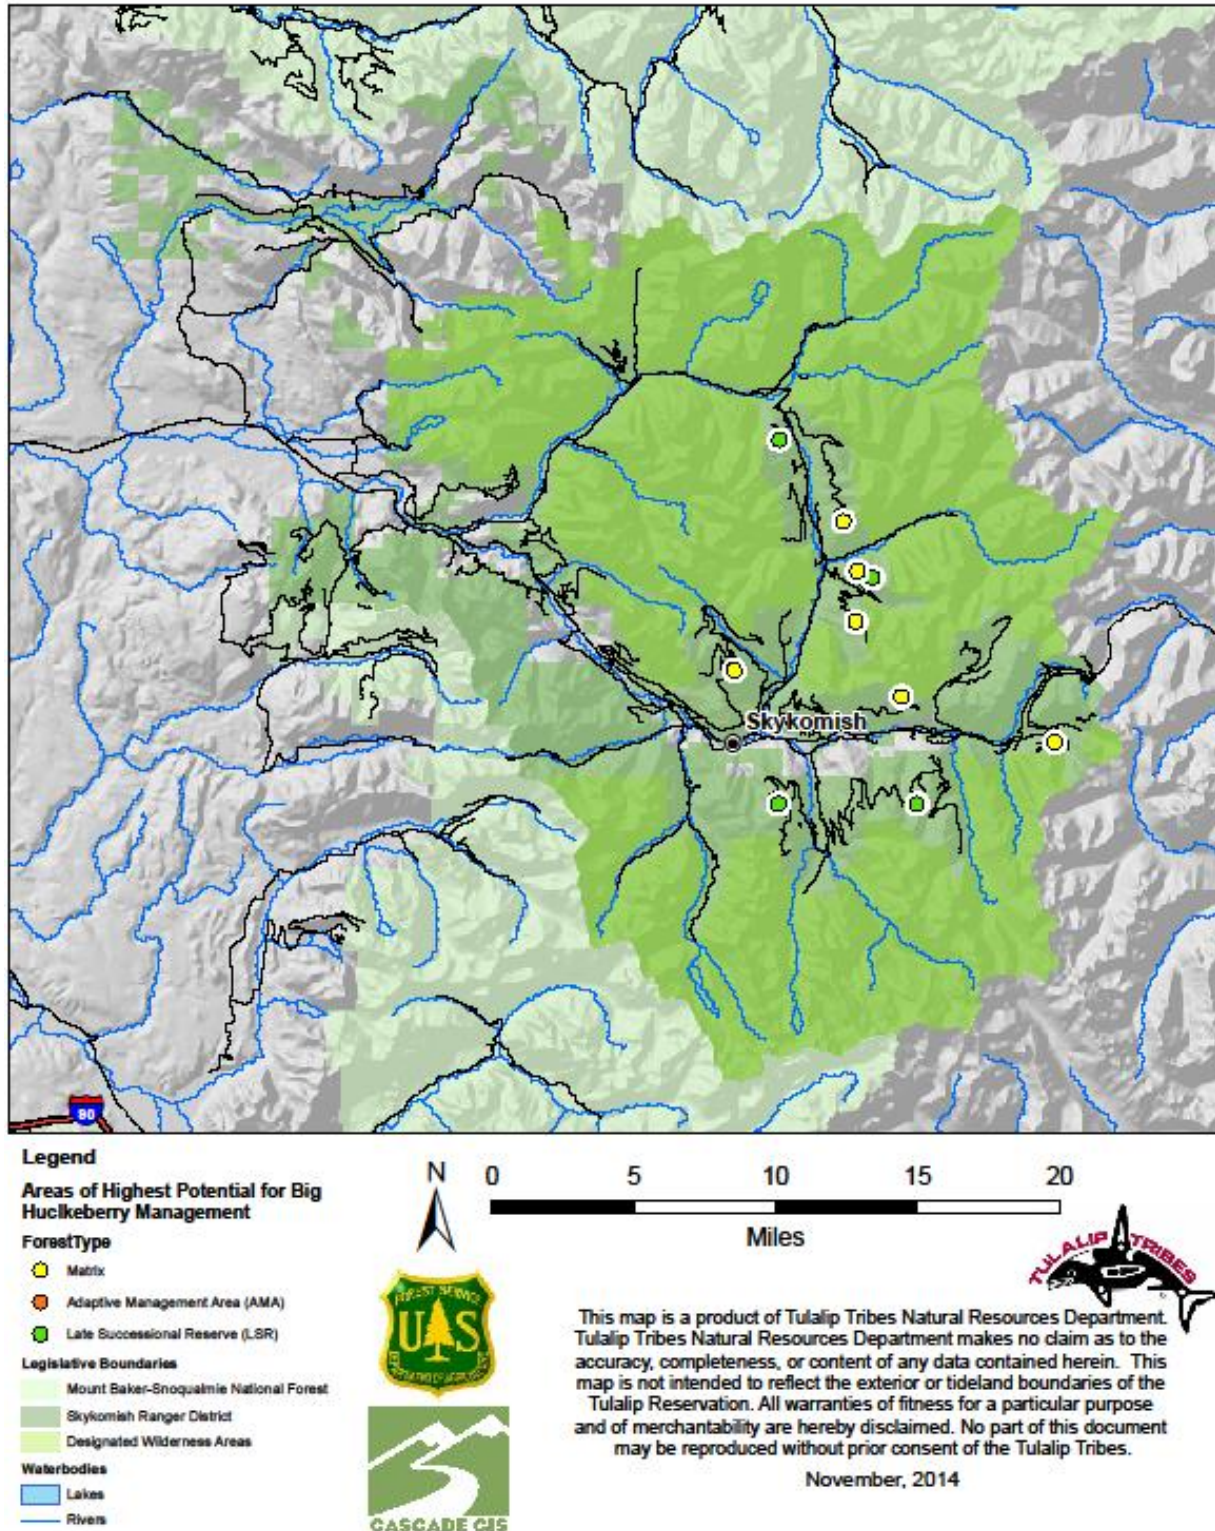 Skykomish
90
Legend
Areas of Highest Potential for Big
Huclkeberry Management
ForestType
Matrix
Adaptive Management Area (AMA)
Late Successional Reserve (LSR)
Legislative Boundaries
Mount Baker-Snoqualmie National Forest
Skykomish Ranger District
Designated Wilderness Areas
Waterbodies
Lakes
Rivers
N
FOREST SERVICE
U S
DEPARTMENT OF AGRICULTURE
CASCADE GIS
0 5 10 15 20
Miles
TULALIP TRIBES
This map is a product of Tulalip Tribes Natural Resources Department.
Tulalip Tribes Natural Resources Department makes no claim as to the
accuracy, completeness, or content of any data contained herein. This
map is not intended to reflect the exterior or tideland boundaries of the
Tulalip Reservation. All warranties of fitness for a particular purpose
and of merchantability are hereby disclaimed. No part of this document
may be reproduced without prior consent of the Tulalip Tribes.
November, 2014